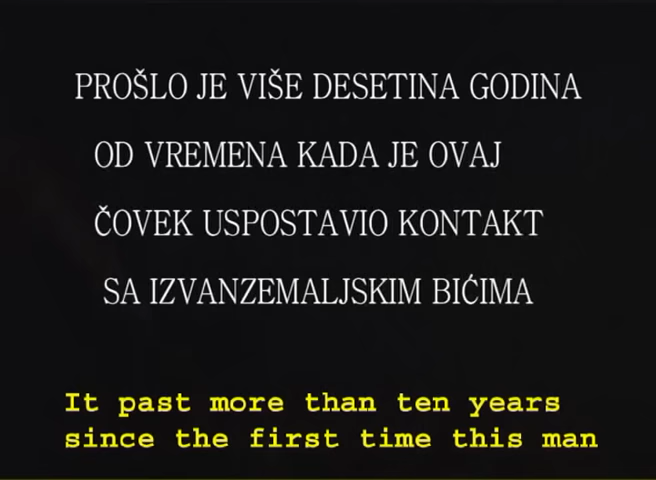 PROŠLO JE VIŠE DESETINA GODINA
OD VREMENA KADA JE OVAJ
ČOVEK USPOSTAVIO KONTAKT
SA IZVANZEMALJSKIM BIĆIMA
It past more than ten years
since the first time this man